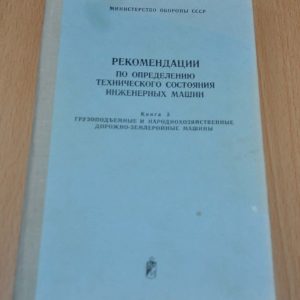 МИНИСТЕРСТВО ОБОРОНЫ СССР
РЕКОМЕНДАЦИИ
ПО ОПРЕДЕЛЕНИЮ
ТЕХНИЧЕСКОГО СОСТОЯНИЯ
ИНЖЕНЕРНЫХ МАШИН
Книга 3
ГРУЗОПОДЪЕМНЫЕ И НАРОДНОХОЗЯЙСТВЕННЫЕ
ДОРОЖНО-ЗЕМЛЕРОЙНЫЕ МАШИНЫ